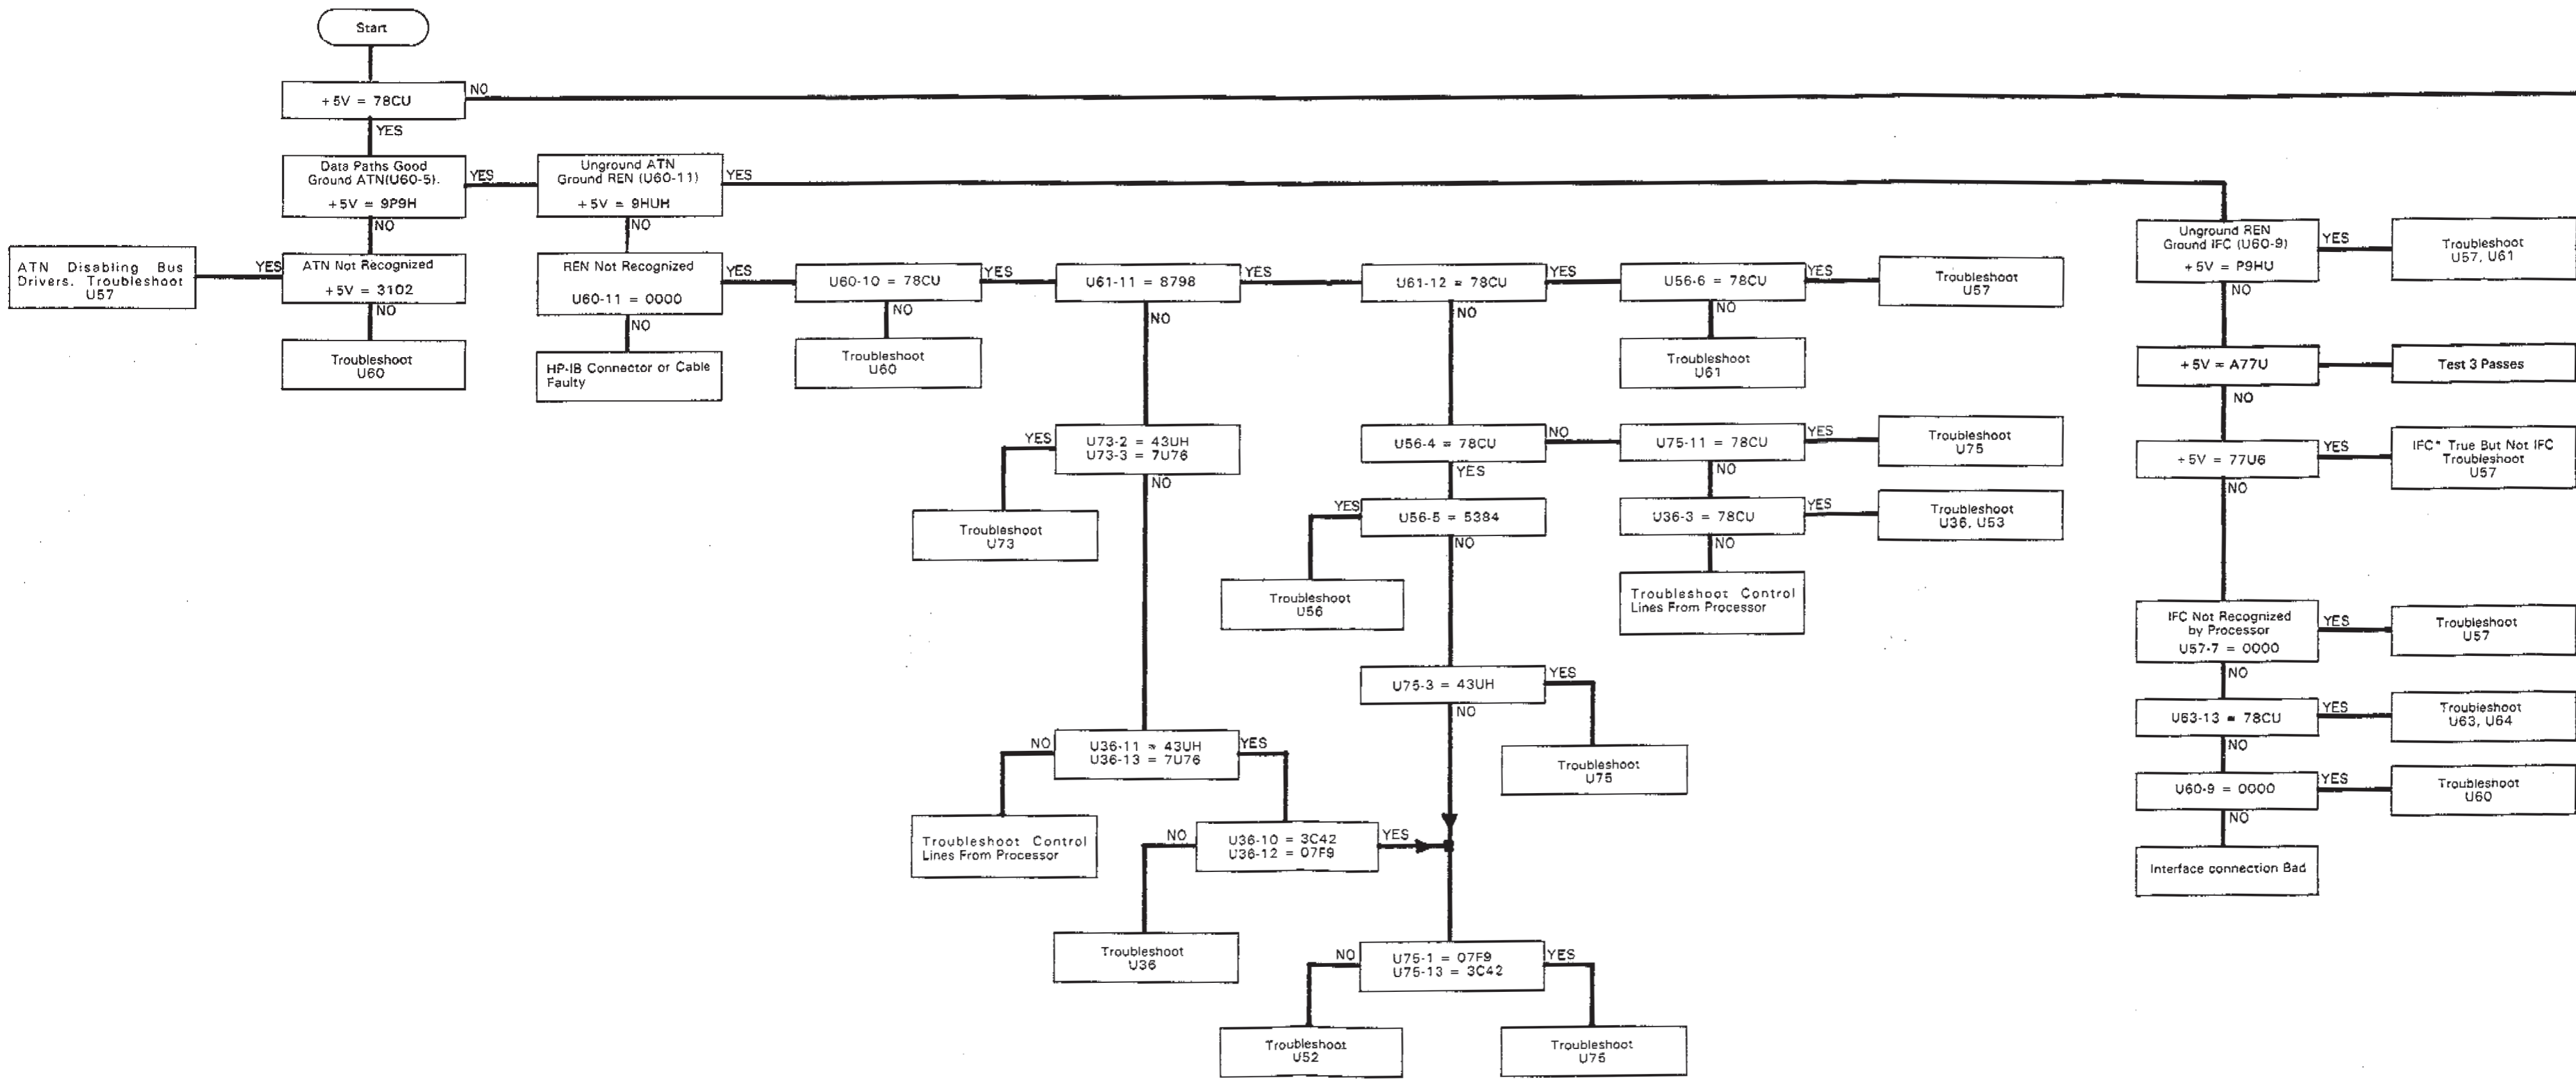 Start
+5V = 78CU
NO
YES
Data Paths Good
Ground ATN(U60-5).
+5V = 9P9H
YES
NO
Unground ATN
Ground REN (U60-11)
+5V = 9HUH
YES
NO
ATN Disabling Bus
Drivers. Troubleshoot
U57
YES
ATN Not Recognized
+5V = 3102
NO
Troubleshoot
U60
REN Not Recognized
U60-11 = 0000
YES
NO
HP-IB Connector or Cable
Faulty
U60-10 = 78CU
YES
NO
Troubleshoot
U60
U61-11 = 8798
YES
NO
U61-12 = 78CU
YES
NO
U56-6 = 78CU
YES
NO
Troubleshoot
U57
Troubleshoot
U61
YES
U73-2 = 43UH
U73-3 = 7U76
NO
Troubleshoot
U73
U56-4 = 78CU
NO
YES
U75-11 = 78CU
YES
NO
Troubleshoot
U75
YES
U56-5 = 5384
NO
Troubleshoot
U56
U36-3 = 78CU
YES
NO
Troubleshoot
U36, U53
Troubleshoot Control
Lines From Processor
U75-3 = 43UH
YES
NO
Troubleshoot
U75
NO
U36-11 = 43UH
U36-13 = 7U76
YES
Troubleshoot Control
Lines From Processor
NO
U36-10 = 3C42
U36-12 = 07F9
YES
Troubleshoot
U36
NO
U75-1 = 07F9
U75-13 = 3C42
YES
Troubleshoot
U52
Troubleshoot
U75
Unground REN
Ground IFC (U60-9)
+5V = P9HU
YES
NO
Troubleshoot
U57, U61
+5V = A77U
NO
Test 3 Passes
+5V = 77U6
YES
NO
IFC* True But Not IFC
Troubleshoot
U57
IFC Not Recognized
by Processor
U57-7 = 0000
YES
NO
Troubleshoot
U57
U63-13 = 78CU
YES
NO
Troubleshoot
U63, U64
U60-9 = 0000
YES
NO
Troubleshoot
U60
Interface connection Bad